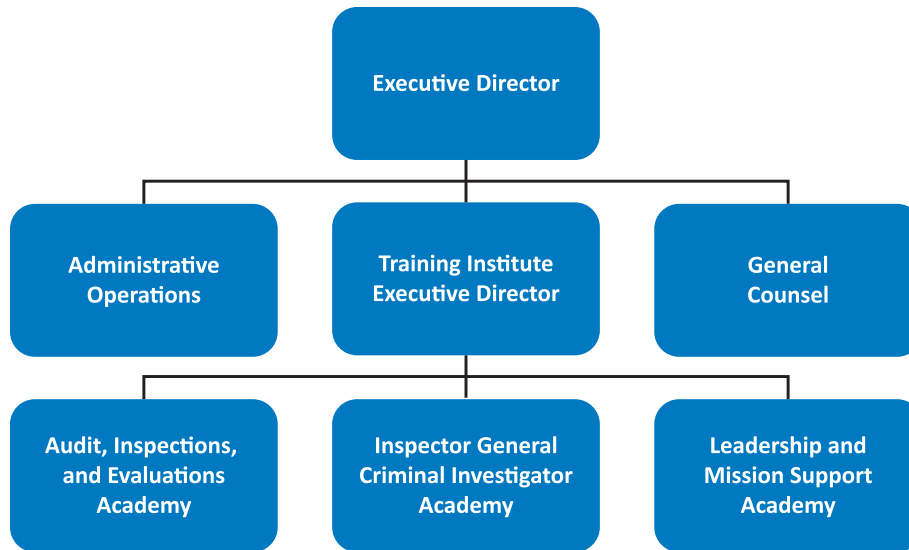 Executive Director
Administrative
Operations
Training Institute
Executive Director
General
Counsel
Audit, Inspections,
and Evaluations
Academy
Inspector General
Criminal Investigator
Academy
Leadership and
Mission Support
Academy